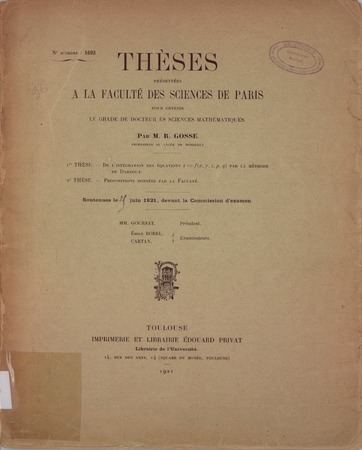 N° D'ORDRE : 1693
THÈSES
PRÉSENTÉES
A LA FACULTÉ DES SCIENCES DE PARIS
POUR OBTENIR
LE GRADE DE DOCTEUR ÈS SCIENCES MATHÉMATIQUES
PAR M. R. GOSSE
PROFESSEUR AU LYCÉE DE
1re THÈSE. — DE L'INTÉGRATION DES ÉQUATIONS s = f(x, y, z, p, q) PAR LA MÉTHODE
DE DARBOUX.
2e THÈSE. — PROPOSITIONS DONNÉES PAR LA FACULTÉ.
Soutenues le juin 1921, devant la Commission d'examen
MM. GOURSAT, Président.
ÉMILE BOREL, } Examinateurs.
CARTAN,
TOULOUSE
IMPRIMERIE ET LIBRAIRIE ÉDOUARD PRIVAT
Librairie de l'Université.
14, RUE DES ARTS, 14 (SQUARE DU MUSÉE, TOULOUSE)
1921